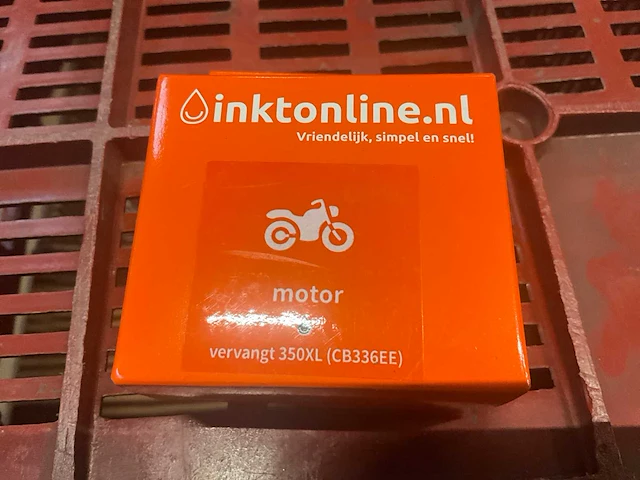 inktonline.nl
Vriendelijk, simpel en snel!
motor
vervangt 350XL (CB336EE)